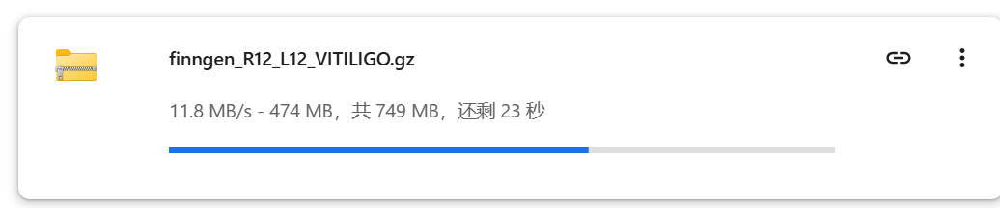 finngen_R12_L12_VITILIGO.gz
11.8 MB/s - 474 MB，共 749 MB，还剩 23 秒